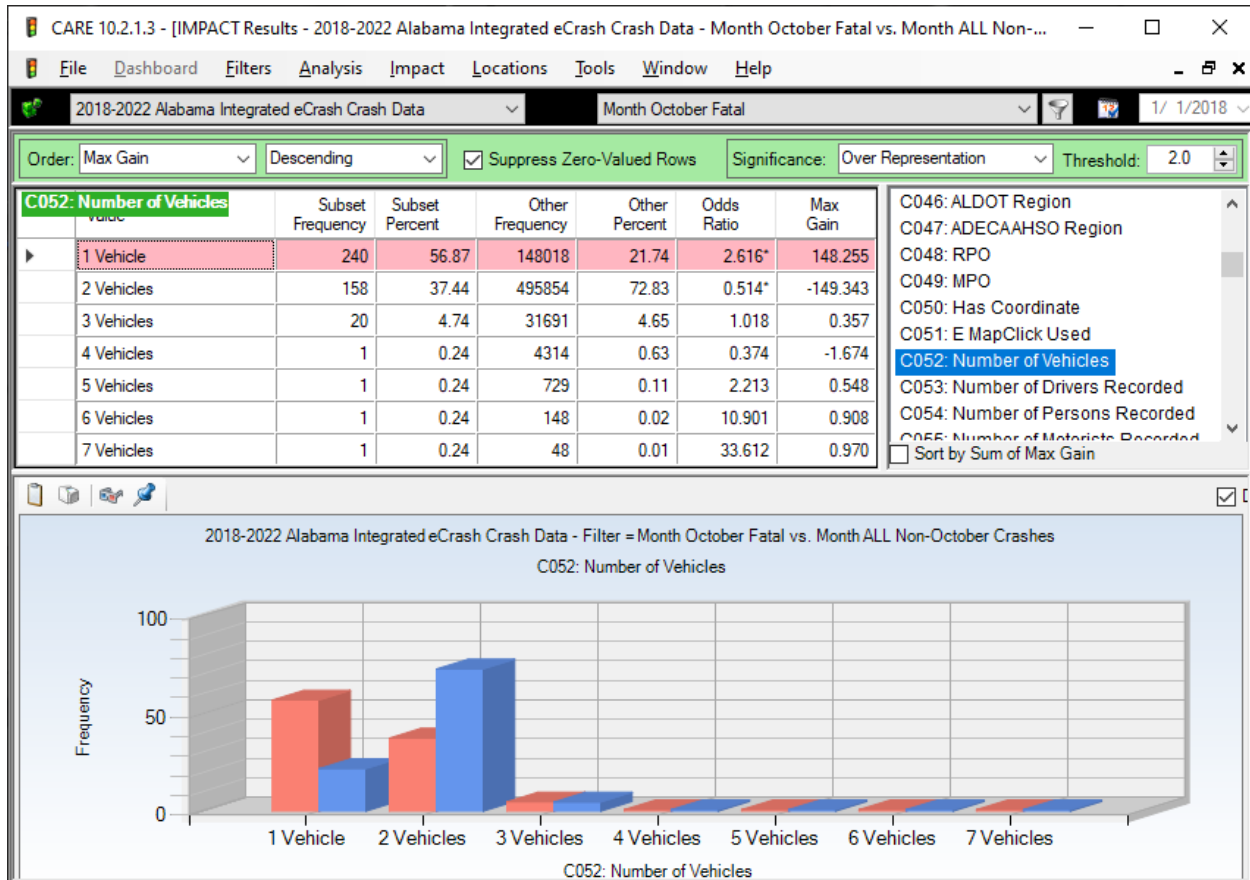 CARE 10.2.1.3 - [IMPACT Results - 2018-2022 Alabama Integrated eCrash Crash Data - Month October Fatal vs. Month ALL Non-...
File Dashboard Filters Analysis Impact Locations Tools Window Help
2018-2022 Alabama Integrated eCrash Crash Data Month October Fatal 1/ 1/2018
Order: Max Gain Descending Suppress Zero-Valued Rows Significance: Over Representation Threshold: 2.0
C052: Number of Vehicles Subset Frequency Subset Percent Other Frequency Other Percent Odds Ratio Max Gain
1 Vehicle 240 56.87 148018 21.74 2.616* 148.255
2 Vehicles 158 37.44 495854 72.83 0.514* -149.343
3 Vehicles 20 4.74 31691 4.65 1.018 0.357
4 Vehicles 1 0.24 4314 0.63 0.374 -1.674
5 Vehicles 1 0.24 729 0.11 2.213 0.548
6 Vehicles 1 0.24 148 0.02 10.901 0.908
7 Vehicles 1 0.24 48 0.01 33.612 0.970
C046: ALDOT Region
C047: ADECAAHSO Region
C048: RPO
C049: MPO
C050: Has Coordinate
C051: E MapClick Used
C052: Number of Vehicles
C053: Number of Drivers Recorded
C054: Number of Persons Recorded
C055: Number of Motorists Recorded
Sort by Sum of Max Gain
2018-2022 Alabama Integrated eCrash Crash Data - Filter = Month October Fatal vs. Month ALL Non-October Crashes
C052: Number of Vehicles
100
50
0
Frequency
1 Vehicle 2 Vehicles 3 Vehicles 4 Vehicles 5 Vehicles 6 Vehicles 7 Vehicles
C052: Number of Vehicles